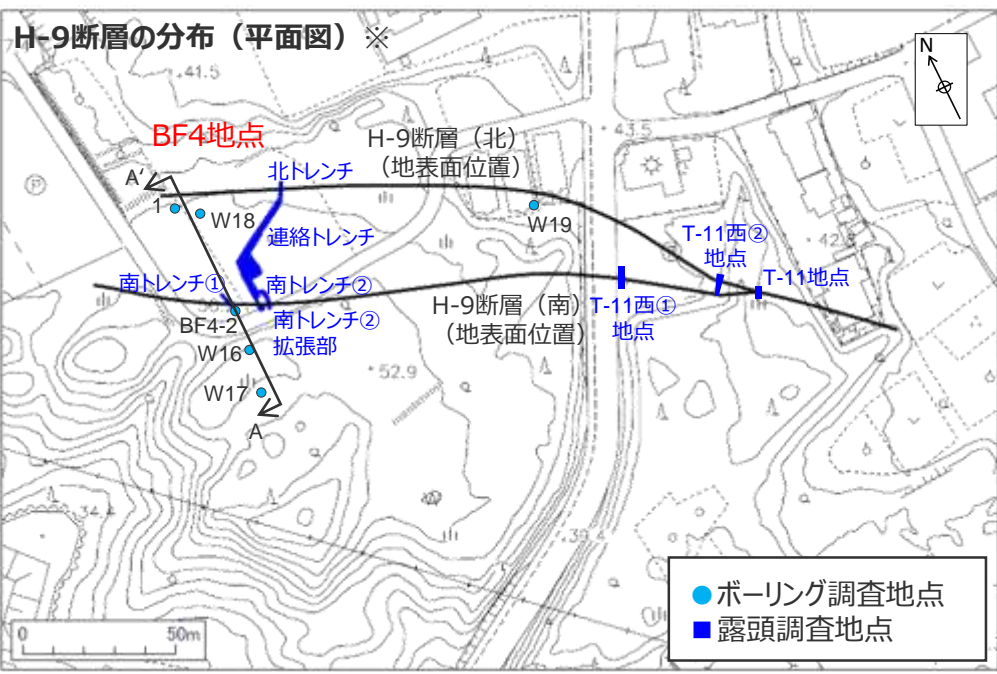 H-9断層の分布（平面図）※
N
41.5
BF4地点
H-9断層（北）
（地表面位置）
43.5
北トレンチ
A'
P
1
W18
W19
連絡トレンチ
T-11西②
地点
T-11地点
南トレンチ①
南トレンチ②
H-9断層（南）
（地表面位置）
T-11西①
地点
BF4-2
南トレンチ②
拡張部
W16
W17
52.9
A
39.4
ボーリング調査地点
露頭調査地点
0
50m